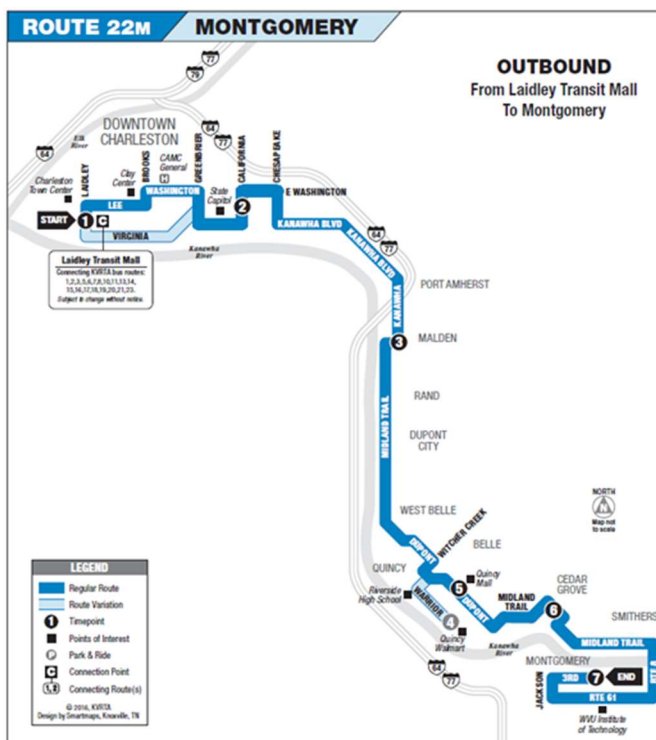 ROUTE 22M
MONTGOMERY
OUTBOUND
From Laidley Transit Mall
To Montgomery
77
79
64
77
64
DOWNTOWN
CHARLESTON
Elk
River
Charleston
Town Center
LAIDLEY
Clay
Center
BROOKS
CAMC
General
H
GREENBRIER
CALIFORNIA
CHESAPEAKE
WASHINGTON
State
Capitol
2
E WASHINGTON
LEE
START
1
C
VIRGINIA
KANAWHA BLVD
KANAWHA BLVD
Kanawha
River
64
77
Laidley Transit Mall
Connecting KVRTA bus routes:
1,2,3,5,6,7,8,10,11,13,14,
15,16,17,18,19,20,21,23.
Subject to change without notice.
KANAWHA
PORT AMHERST
3
MALDEN
RAND
MIDLAND TRAIL
DUPONT
CITY
NORTH
N
Map not
to scale
WEST BELLE
WITCHER CREEK
DUPONT
BELLE
QUINCY
Quincy
Mall
CEDAR
GROVE
Riverside
High School
WARRIOR
5
DUPONT
MIDLAND
TRAIL
6
4
SMITHERS
Quincy
Walmart
Kanawha
River
MIDLAND TRAIL
64
77
MONTGOMERY
RTE 6
JACKSON
3RD
7
END
RTE 61
WVU Institute
of Technology
LEGEND
Regular Route
Route Variation
1 Timepoint
Points of Interest
P Park & Ride
C Connection Point
1,2 Connecting Route(s)
© 2016, KVRTA
Design by Smartmaps, Knoxville, TN